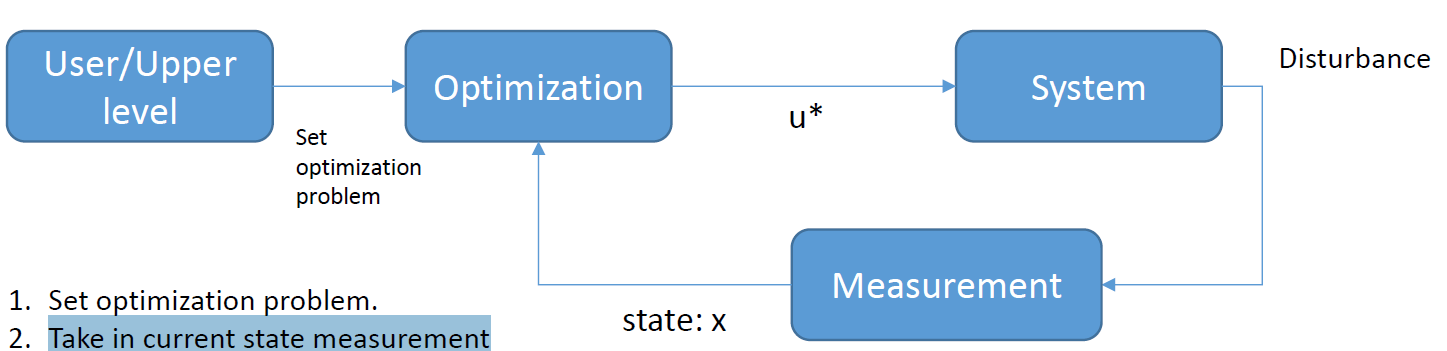 User/Upper
level
Optimization
System
Disturbance
u*
Set
optimization
problem
Measurement
state: x
1. Set optimization problem.
2. Take in current state measurement